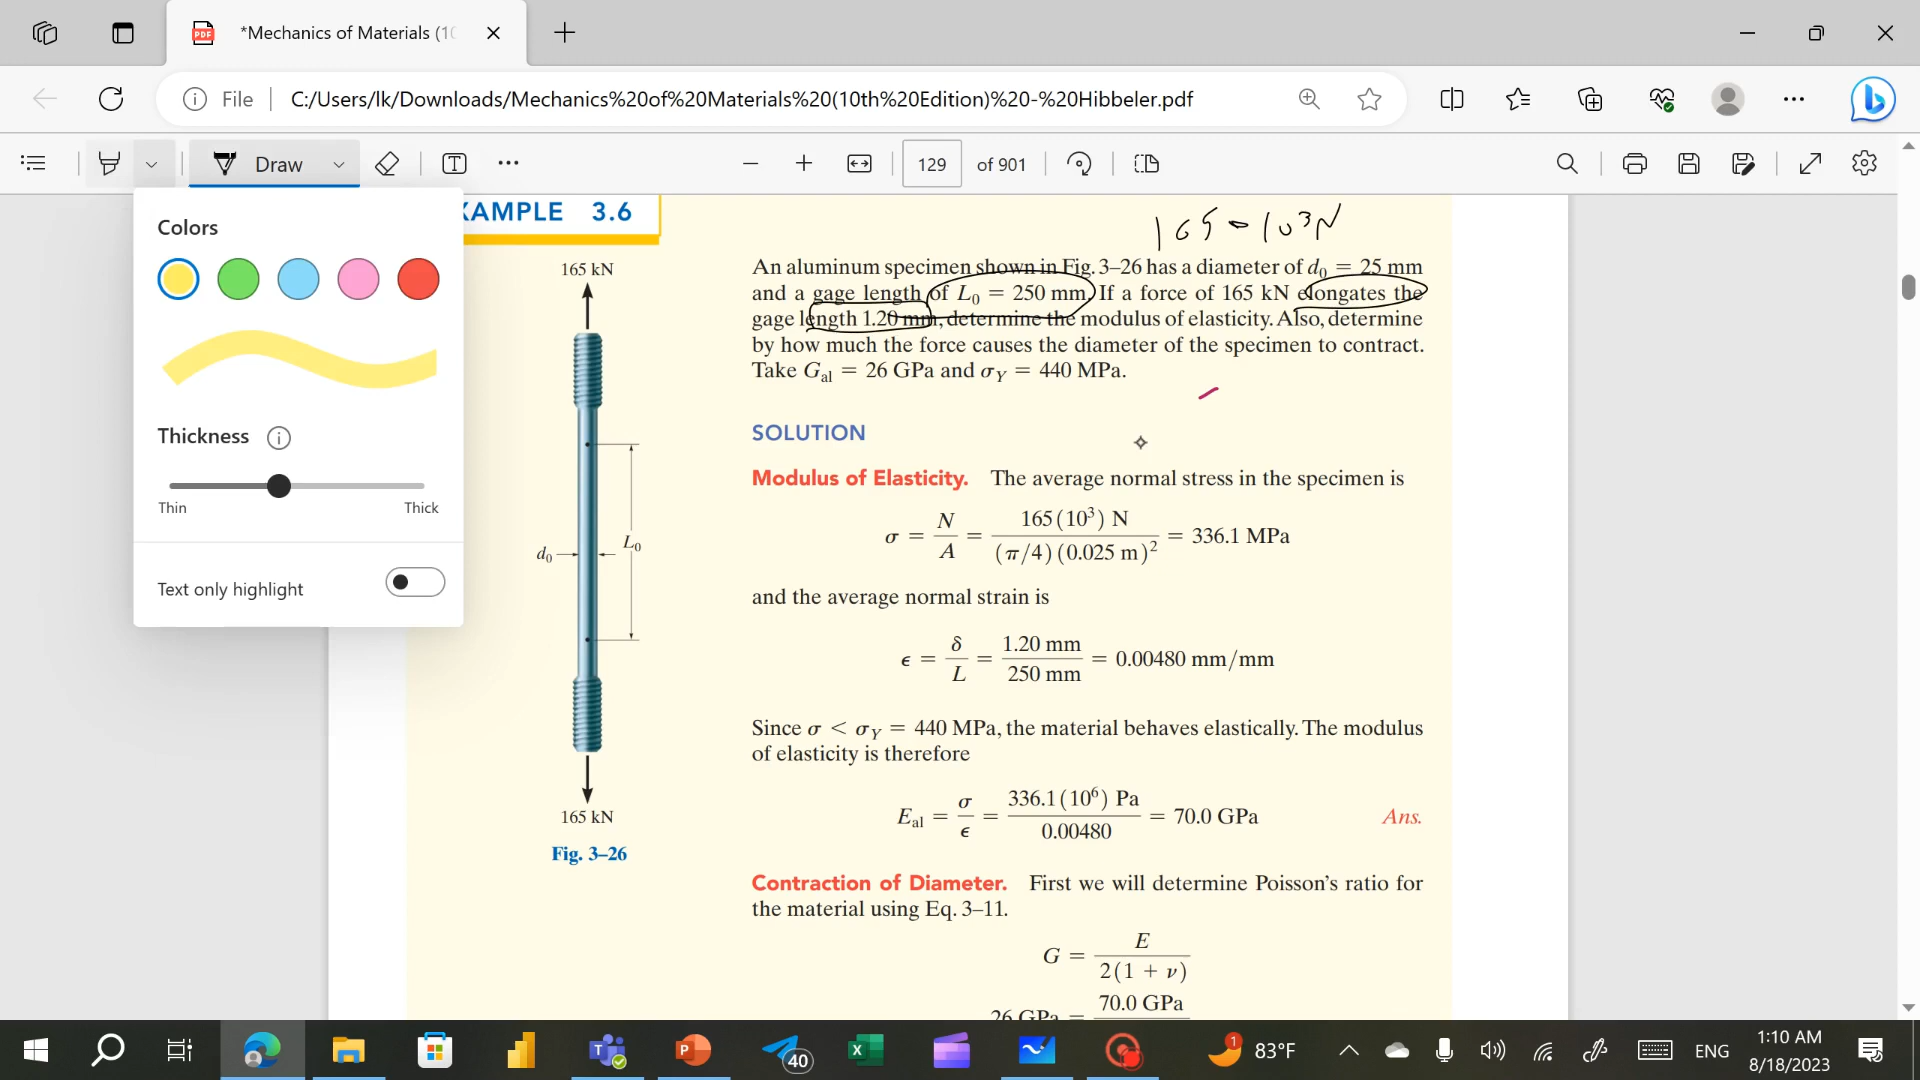 *Mechanics of Materials (10
File
C:/Users/lk/Downloads/Mechanics%20of%20Materials%20(10th%20Edition)%20-%20Hibbeler.pdf
Draw
129 of 901
Colors
Thickness
Thin Thick
Text only highlight
XAMPLE 3.6
165 kN
d₀
L₀
165 kN
Fig. 3–26
An aluminum specimen shown in Fig. 3–26 has a diameter of d₀ = 25 mm
and a gage length of L₀ = 250 mm. If a force of 165 kN elongates the
gage length 1.20 mm, determine the modulus of elasticity. Also, determine
by how much the force causes the diameter of the specimen to contract.
Take G_al = 26 GPa and σ_Y = 440 MPa.
SOLUTION
Modulus of Elasticity. The average normal stress in the specimen is
σ = N/A = 165(10³) N / (π/4)(0.025 m)² = 336.1 MPa
and the average normal strain is
ϵ = δ/L = 1.20 mm / 250 mm = 0.00480 mm/mm
Since σ < σ_Y = 440 MPa, the material behaves elastically. The modulus
of elasticity is therefore
E_al = σ/ϵ = 336.1(10⁶) Pa / 0.00480 = 70.0 GPa Ans.
Contraction of Diameter. First we will determine Poisson's ratio for
the material using Eq. 3–11.
G = E / 2(1 + ν)
26 GPa = 70.0 GPa
40
1
83°F
ENG
1:10 AM
8/18/2023